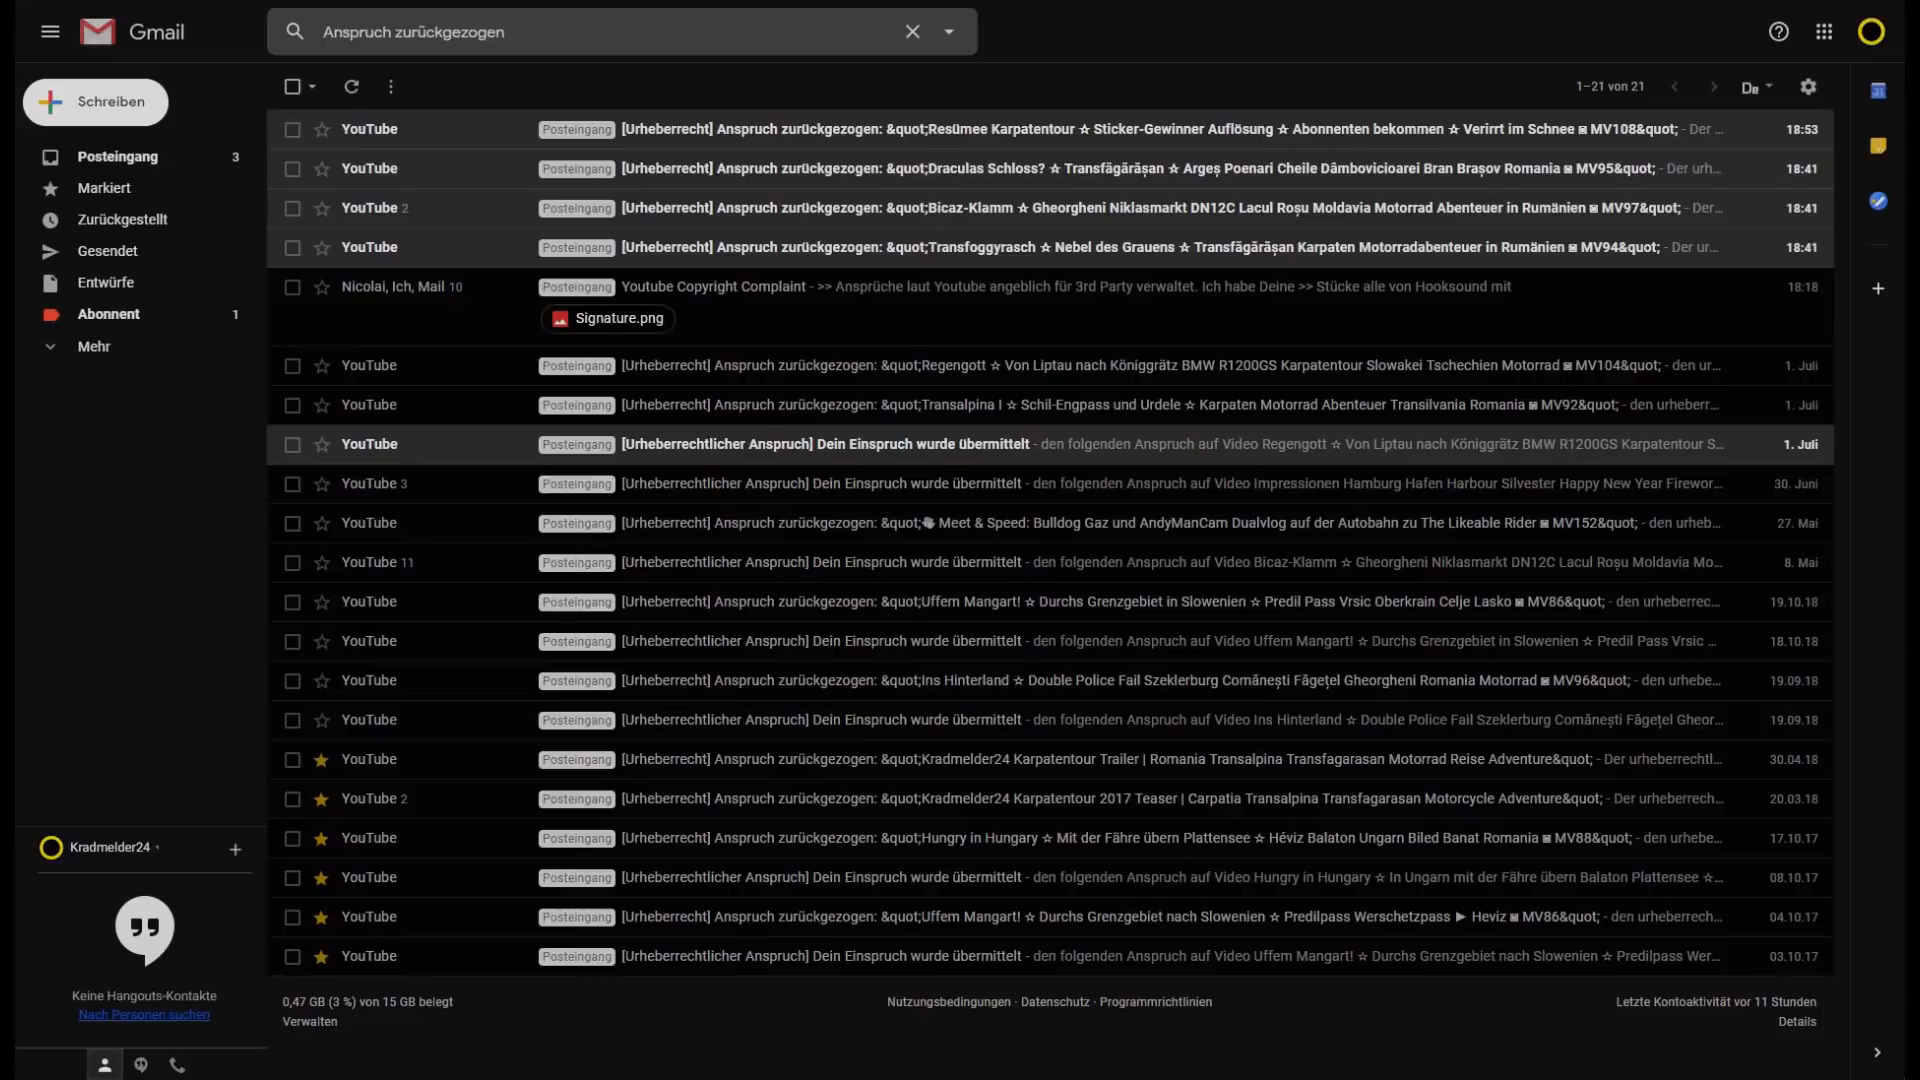 Gmail
Anspruch zurückgezogen
Schreiben
1–21 von 21
De
Posteingang 3
Markiert
Zurückgestellt
Gesendet
Entwürfe
Abonnent 1
Mehr
YouTube Posteingang [Urheberrecht] Anspruch zurückgezogen: &quot;Resümee Karpatentour ☆ Sticker-Gewinner Auflösung ☆ Abonnenten bekommen ☆ Verirrt im Schnee ◙ MV108&quot; - Der ... 18:53
YouTube Posteingang [Urheberrecht] Anspruch zurückgezogen: &quot;Draculas Schloss? ☆ Transfăgărășan ☆ Argeș Poenari Cheile Dâmbovicioarei Bran Brașov Romania ◙ MV95&quot; - Der urh... 18:41
YouTube 2 Posteingang [Urheberrecht] Anspruch zurückgezogen: &quot;Bicaz-Klamm ☆ Gheorgheni Niklasmarkt DN12C Lacul Roșu Moldavia Motorrad Abenteuer in Rumänien ◙ MV97&quot; - Der... 18:41
YouTube Posteingang [Urheberrecht] Anspruch zurückgezogen: &quot;Transfoggyrasch ☆ Nebel des Grauens ☆ Transfăgărășan Karpaten Motorradabenteuer in Rumänien ◙ MV94&quot; - Der ur... 18:41
Nicolai, Ich, Mail 10 Posteingang Youtube Copyright Complaint - >> Ansprüche laut Youtube angeblich für 3rd Party verwaltet. Ich habe Deine >> Stücke alle von Hooksound mit 18:18
Signature.png
YouTube Posteingang [Urheberrecht] Anspruch zurückgezogen: &quot;Regengott ☆ Von Liptau nach Königgrätz BMW R1200GS Karpatentour Slowakei Tschechien Motorrad ◙ MV104&quot; - den ur... 1. Juli
YouTube Posteingang [Urheberrecht] Anspruch zurückgezogen: &quot;Transalpina I ☆ Schil-Engpass und Urdele ☆ Karpaten Motorrad Abenteuer Transilvania Romania ◙ MV92&quot; - den urheberr... 1. Juli
YouTube Posteingang [Urheberrechtlicher Anspruch] Dein Einspruch wurde übermittelt - den folgenden Anspruch auf Video Regengott ☆ Von Liptau nach Königgrätz BMW R1200GS Karpatentour S... 1. Juli
YouTube 3 Posteingang [Urheberrechtlicher Anspruch] Dein Einspruch wurde übermittelt - den folgenden Anspruch auf Video Impressionen Hamburg Hafen Harbour Silvester Happy New Year Firewor... 30. Juni
YouTube Posteingang [Urheberrecht] Anspruch zurückgezogen: &quot;👋 Meet & Speed: Bulldog Gaz und AndyManCam Dualvlog auf der Autobahn zu The Likeable Rider ◙ MV152&quot; - den urheb... 27. Mai
YouTube 11 Posteingang [Urheberrechtlicher Anspruch] Dein Einspruch wurde übermittelt - den folgenden Anspruch auf Video Bicaz-Klamm ☆ Gheorgheni Niklasmarkt DN12C Lacul Roșu Moldavia Mo... 8. Mai
YouTube Posteingang [Urheberrecht] Anspruch zurückgezogen: &quot;Uffem Mangart! ☆ Durchs Grenzgebiet in Slowenien ☆ Predil Pass Vrsic Oberkrain Celje Lasko ◙ MV86&quot; - den urheberrec... 19.10.18
YouTube Posteingang [Urheberrechtlicher Anspruch] Dein Einspruch wurde übermittelt - den folgenden Anspruch auf Video Uffem Mangart! ☆ Durchs Grenzgebiet in Slowenien ☆ Predil Pass Vrsic ... 18.10.18
YouTube Posteingang [Urheberrecht] Anspruch zurückgezogen: &quot;Ins Hinterland ☆ Double Police Fail Szeklerburg Comănești Făgețel Gheorgheni Romania Motorrad ◙ MV96&quot; - den urhebe... 19.09.18
YouTube Posteingang [Urheberrechtlicher Anspruch] Dein Einspruch wurde übermittelt - den folgenden Anspruch auf Video Ins Hinterland ☆ Double Police Fail Szeklerburg Comănești Făgețel Gheor... 19.09.18
YouTube Posteingang [Urheberrecht] Anspruch zurückgezogen: &quot;Kradmelder24 Karpatentour Trailer | Romania Transalpina Transfagarasan Motorrad Reise Adventure&quot; - Der urheberrechtl... 30.04.18
YouTube 2 Posteingang [Urheberrecht] Anspruch zurückgezogen: &quot;Kradmelder24 Karpatentour 2017 Teaser | Carpatia Transalpina Transfagarasan Motorcycle Adventure&quot; - Der urheberrech... 20.03.18
YouTube Posteingang [Urheberrecht] Anspruch zurückgezogen: &quot;Hungry in Hungary ☆ Mit der Fähre übern Plattensee ☆ Héviz Balaton Ungarn Biled Banat Romania ◙ MV88&quot; - den urhebe... 17.10.17
YouTube Posteingang [Urheberrechtlicher Anspruch] Dein Einspruch wurde übermittelt - den folgenden Anspruch auf Video Hungry in Hungary ☆ In Ungarn mit der Fähre übern Balaton Plattensee ☆... 08.10.17
YouTube Posteingang [Urheberrecht] Anspruch zurückgezogen: &quot;Uffem Mangart! ☆ Durchs Grenzgebiet nach Slowenien ☆ Predilpass Werschetzpass ► Heviz ◙ MV86&quot; - den urheberrech... 04.10.17
YouTube Posteingang [Urheberrechtlicher Anspruch] Dein Einspruch wurde übermittelt - den folgenden Anspruch auf Video Uffem Mangart! ☆ Durchs Grenzgebiet nach Slowenien ☆ Predilpass Wer... 03.10.17
Kradmelder24
Keine Hangouts-Kontakte
Nach Personen suchen
0,47 GB (3 %) von 15 GB belegt
Verwalten
Nutzungsbedingungen · Datenschutz · Programmrichtlinien
Letzte Kontoaktivität vor 11 Stunden
Details